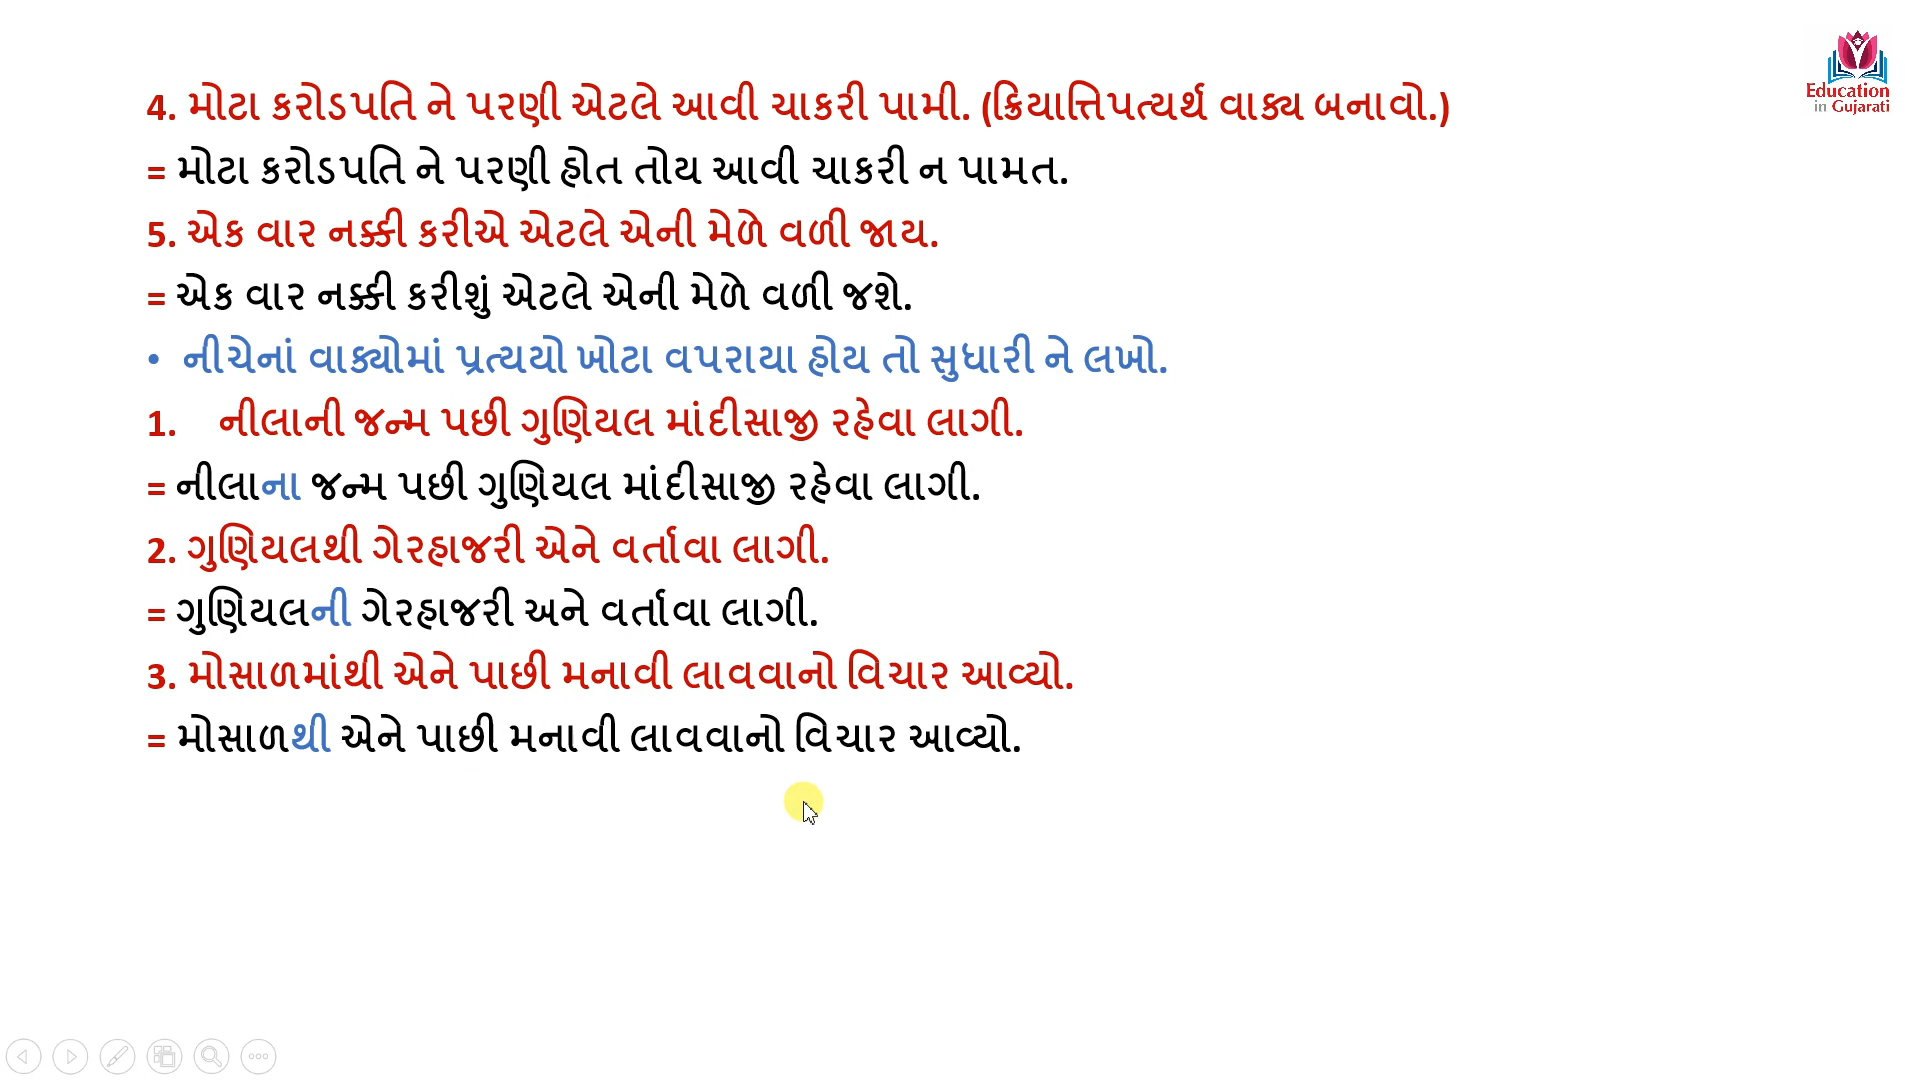 4. મોટા કરોડપતિ ને પરણી એટલે આવી ચાકરી પામી. (ક્રિયાત્તિપત્યર્થ વાક્ય બનાવો.)
= મોટા કરોડપતિ ને પરણી હોત તોય આવી ચાકરી ન પામત.
5. એક વાર નક્કી કરીએ એટલે એની મેળે વળી જાય.
= એક વાર નક્કી કરીશું એટલે એની મેળે વળી જશે.
• નીચેનાં વાક્યોમાં પ્રત્યયો ખોટા વપરાયા હોય તો સુધારી ને લખો.
1. નીલાની જન્મ પછી ગુણિયલ માંદીસાજી રહેવા લાગી.
= નીલાના જન્મ પછી ગુણિયલ માંદીસાજી રહેવા લાગી.
2. ગુણિયલથી ગેરહાજરી એને વર્તાવા લાગી.
= ગુણિયલની ગેરહાજરી અને વર્તાવા લાગી.
3. મોસાળમાંથી એને પાછી મનાવી લાવવાનો વિચાર આવ્યો.
= મોસાળથી એને પાછી મનાવી લાવવાનો વિચાર આવ્યો.
Education
in Gujarati